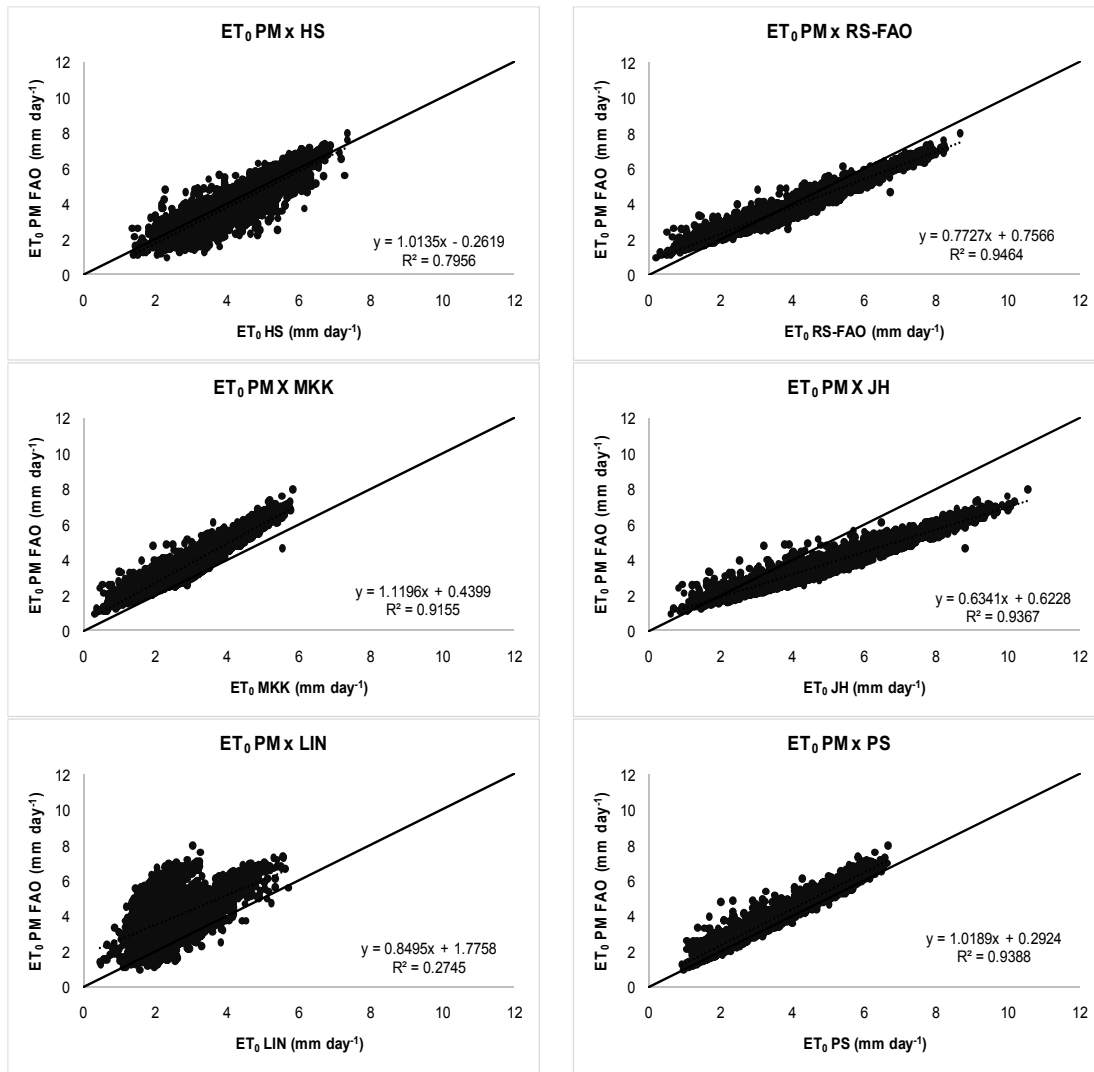 ET₀ PM x HS
ET₀ PM FAO (mm day⁻¹)
12
10
8
6
4
2
0
y = 1.0135x - 0.2619
R² = 0.7956
0 2 4 6 8 10 12
ET₀ HS (mm day⁻¹)
ET₀ PM x RS-FAO
ET₀ PM FAO (mm day⁻¹)
12
10
8
6
4
2
0
y = 0.7727x + 0.7566
R² = 0.9464
0 2 4 6 8 10 12
ET₀ RS-FAO (mm day⁻¹)
ET₀ PM X MKK
ET₀ PM FAO (mm day⁻¹)
12
10
8
6
4
2
0
y = 1.1196x + 0.4399
R² = 0.9155
0 2 4 6 8 10 12
ET₀ MKK (mm day⁻¹)
ET₀ PM X JH
ET₀ PM FAO (mm day⁻¹)
12
10
8
6
4
2
0
y = 0.6341x + 0.6228
R² = 0.9367
0 2 4 6 8 10 12
ET₀ JH (mm day⁻¹)
ET₀ PM x LIN
ET₀ PM FAO (mm day⁻¹)
12
10
8
6
4
2
0
y = 0.8495x + 1.7758
R² = 0.2745
0 2 4 6 8 10 12
ET₀ LIN (mm day⁻¹)
ET₀ PM x PS
ET₀ PM FAO (mm day⁻¹)
12
10
8
6
4
2
0
y = 1.0189x + 0.2924
R² = 0.9388
0 2 4 6 8 10 12
ET₀ PS (mm day⁻¹)